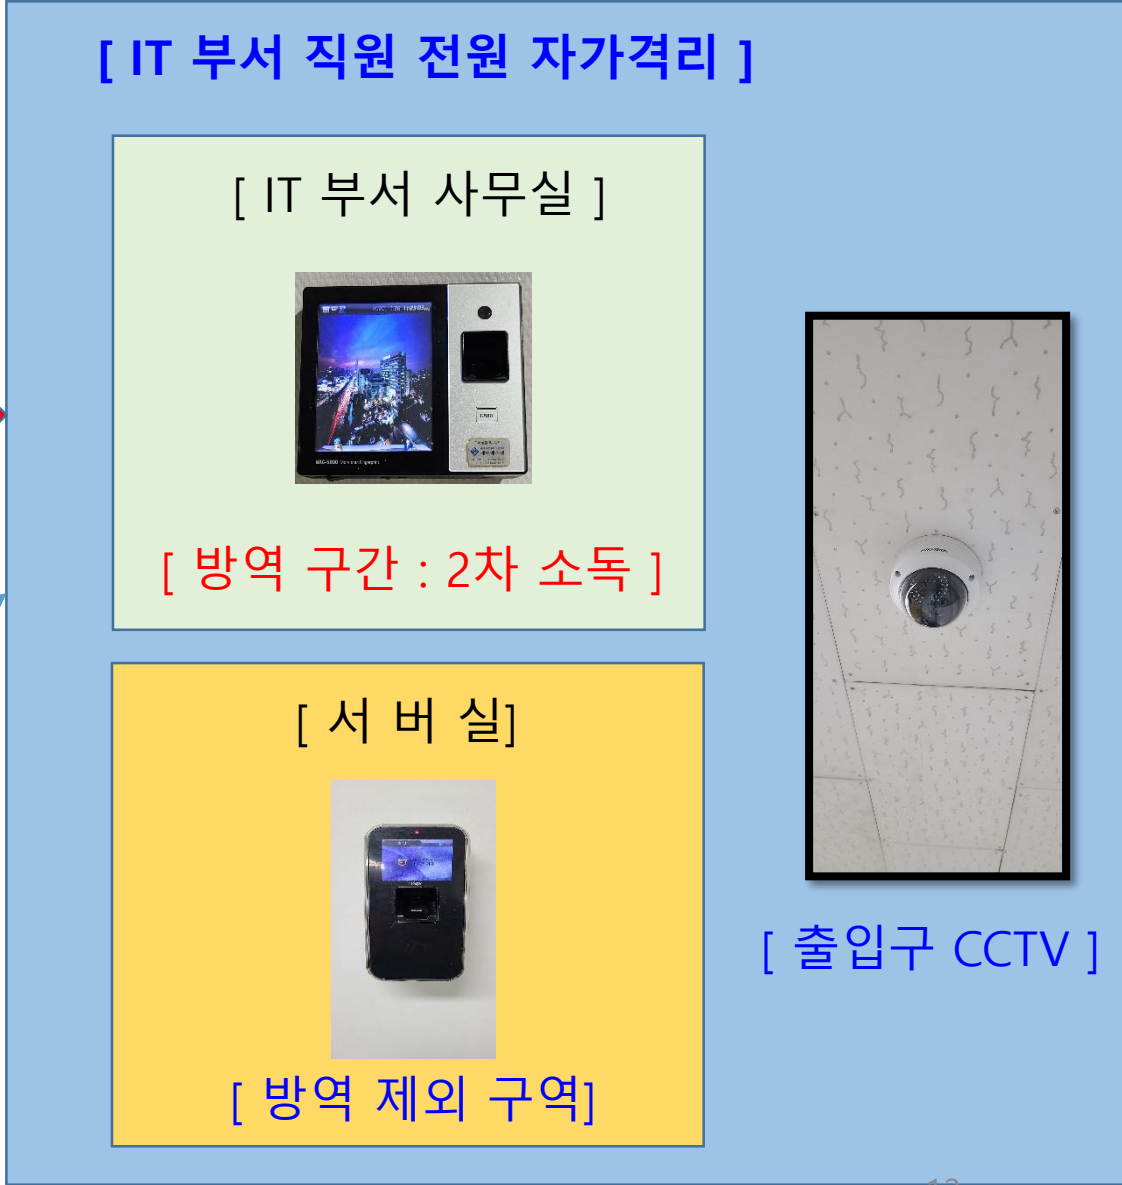 [ IT 부서 직원 전원 자가격리 ]
[ IT 부서 사무실 ]
[ 방역 구간 : 2차 소독 ]
[ 서 버 실]
[ 방역 제외 구역]
[ 출입구 CCTV ]